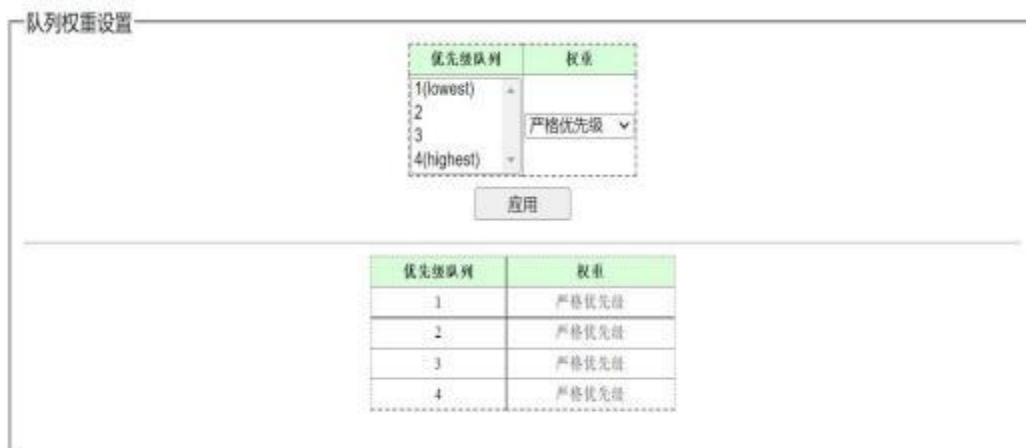 队列权重设置
优先级队列 权重
1(lowest)
2
3
4(highest)
严格优先级
应用
优先级队列 权重
1 严格优先级
2 严格优先级
3 严格优先级
4 严格优先级